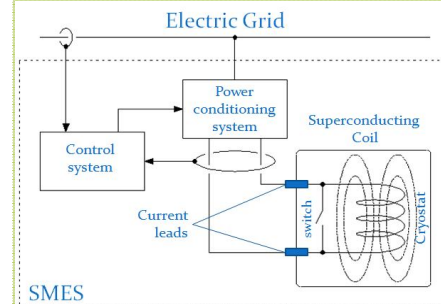 Electric Grid
Power
conditioning
system
Superconducting
Coil
Control
system
Current
leads
switch
Cryostat
SMES